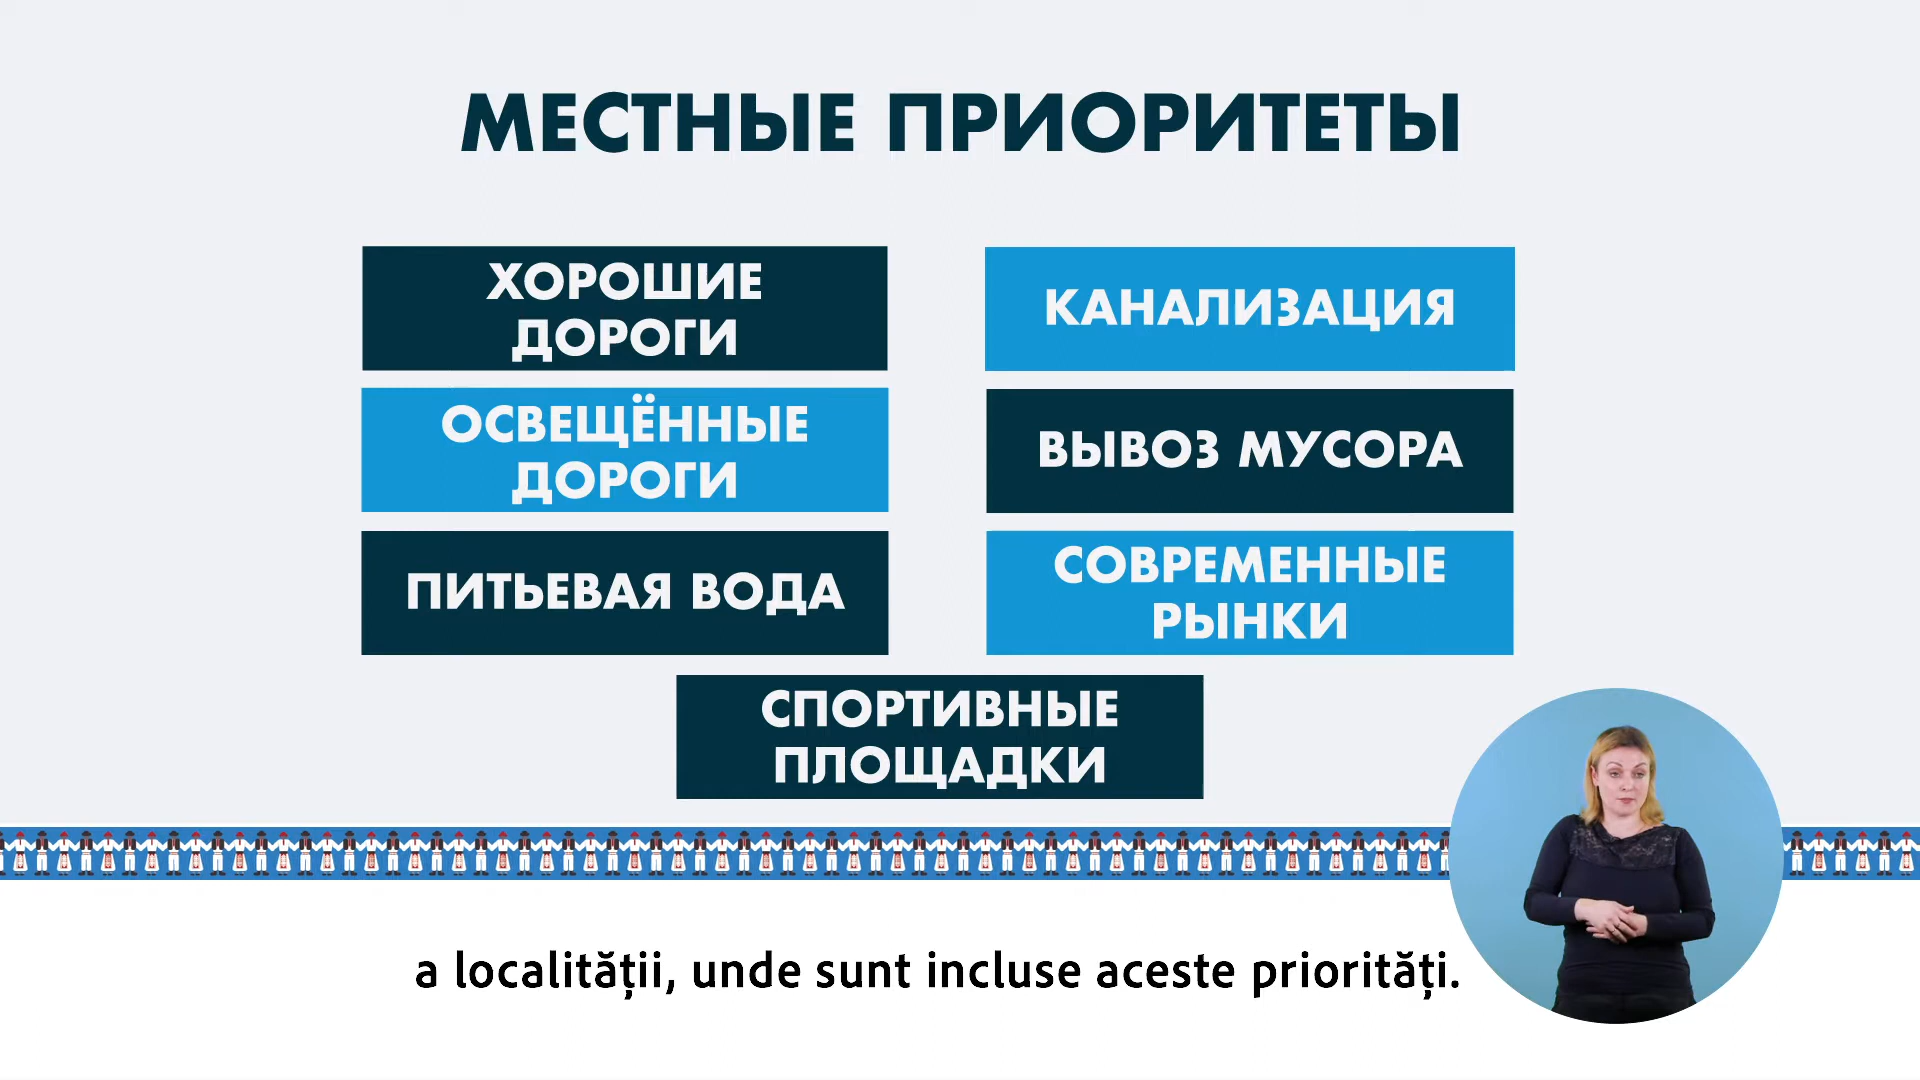 МЕСТНЫЕ ПРИОРИТЕТЫ
ХОРОШИЕ
ДОРОГИ
КАНАЛИЗАЦИЯ
ОСВЕЩЁННЫЕ
ДОРОГИ
ВЫВОЗ МУСОРА
ПИТЬЕВАЯ ВОДА
СОВРЕМЕННЫЕ
РЫНКИ
СПОРТИВНЫЕ
ПЛОЩАДКИ
a localității, unde sunt incluse aceste priorități.